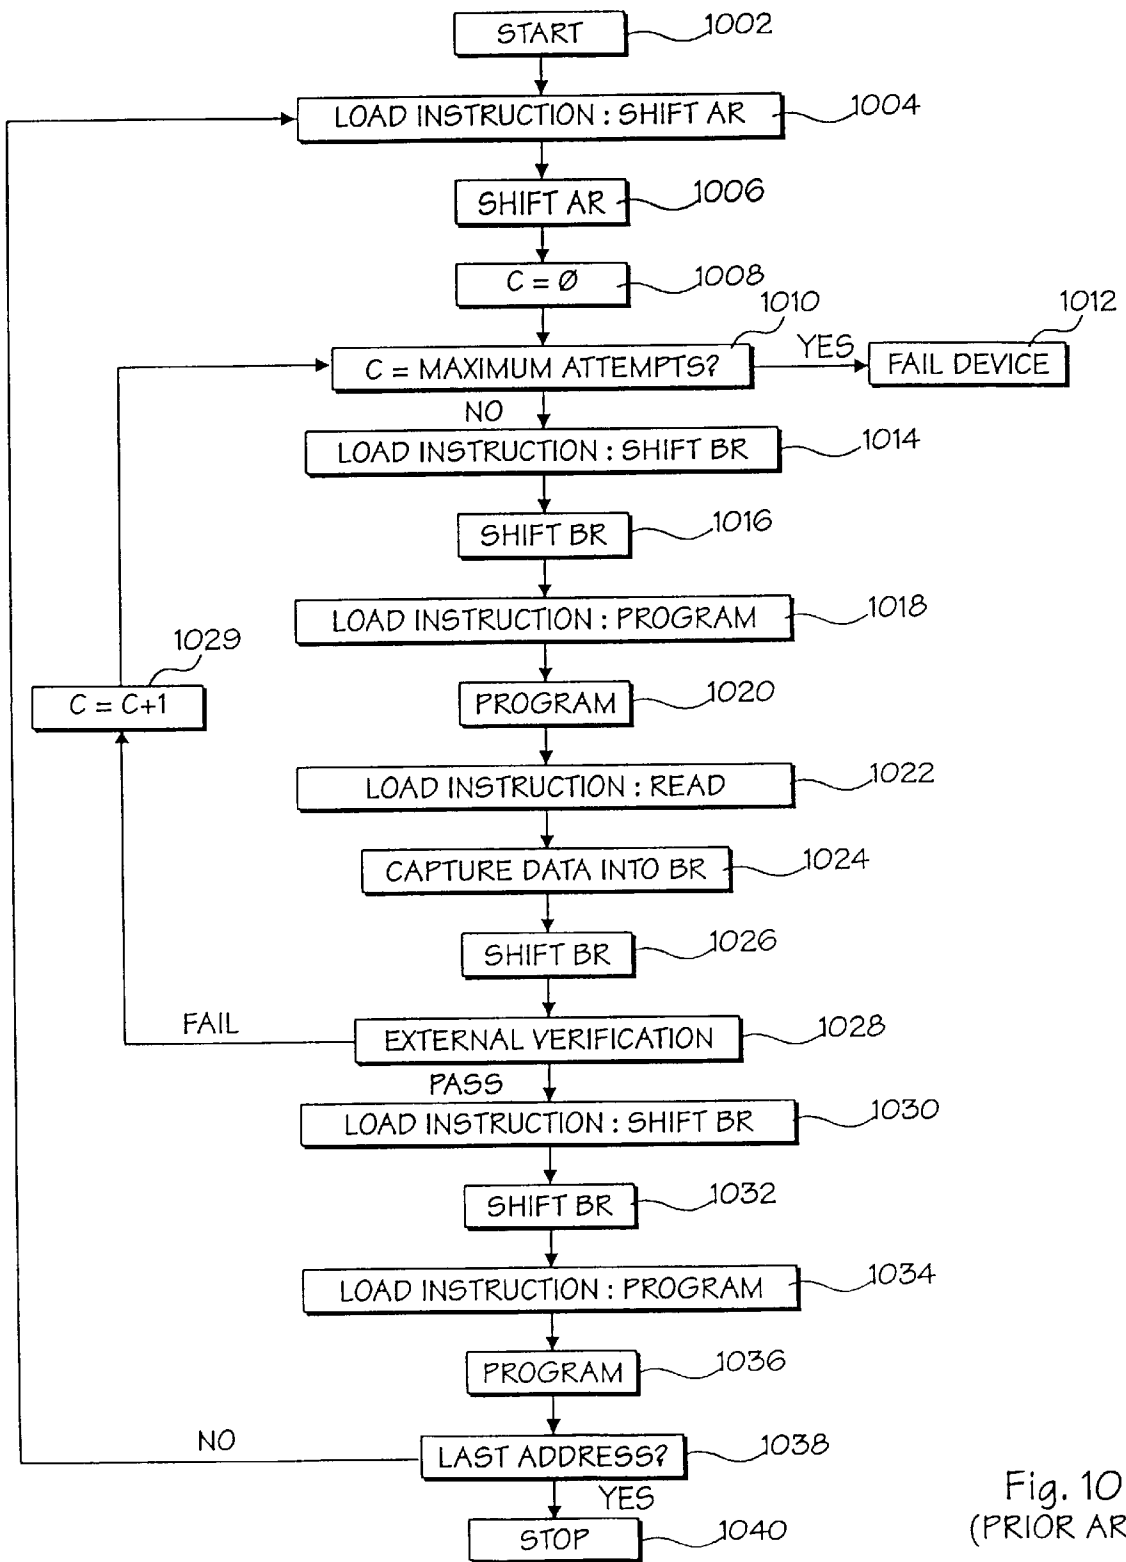 START
1002
LOAD INSTRUCTION : SHIFT AR
1004
SHIFT AR
1006
C = Ø
1008
C = MAXIMUM ATTEMPTS?
1010
YES
FAIL DEVICE
1012
NO
LOAD INSTRUCTION : SHIFT BR
1014
SHIFT BR
1016
LOAD INSTRUCTION : PROGRAM
1018
C = C+1
1029
PROGRAM
1020
LOAD INSTRUCTION : READ
1022
CAPTURE DATA INTO BR
1024
SHIFT BR
1026
FAIL
EXTERNAL VERIFICATION
1028
PASS
LOAD INSTRUCTION : SHIFT BR
1030
SHIFT BR
1032
LOAD INSTRUCTION : PROGRAM
1034
PROGRAM
1036
NO
LAST ADDRESS?
1038
YES
STOP
1040
Fig. 10
(PRIOR AR